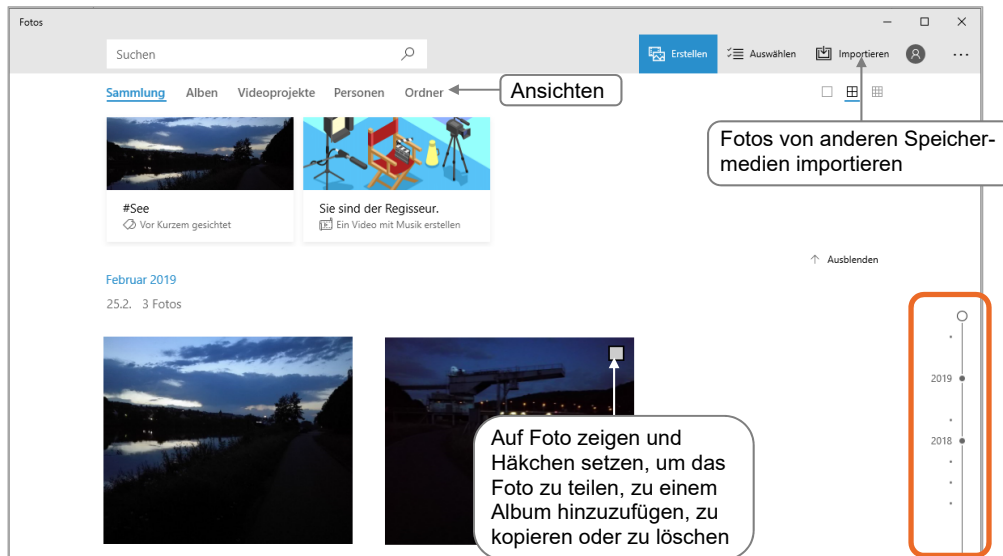 Fotos
Suchen
Erstellen
Auswählen
Importieren
Sammlung Alben Videoprojekte Personen Ordner
Ansichten
Fotos von anderen Speicher-
medien importieren
#See
Vor Kurzem gesichtet
Sie sind der Regisseur.
Ein Video mit Musik erstellen
Ausblenden
Februar 2019
25.2. 3 Fotos
2019
2018
Auf Foto zeigen und
Häkchen setzen, um das
Foto zu teilen, zu einem
Album hinzuzufügen, zu
kopieren oder zu löschen